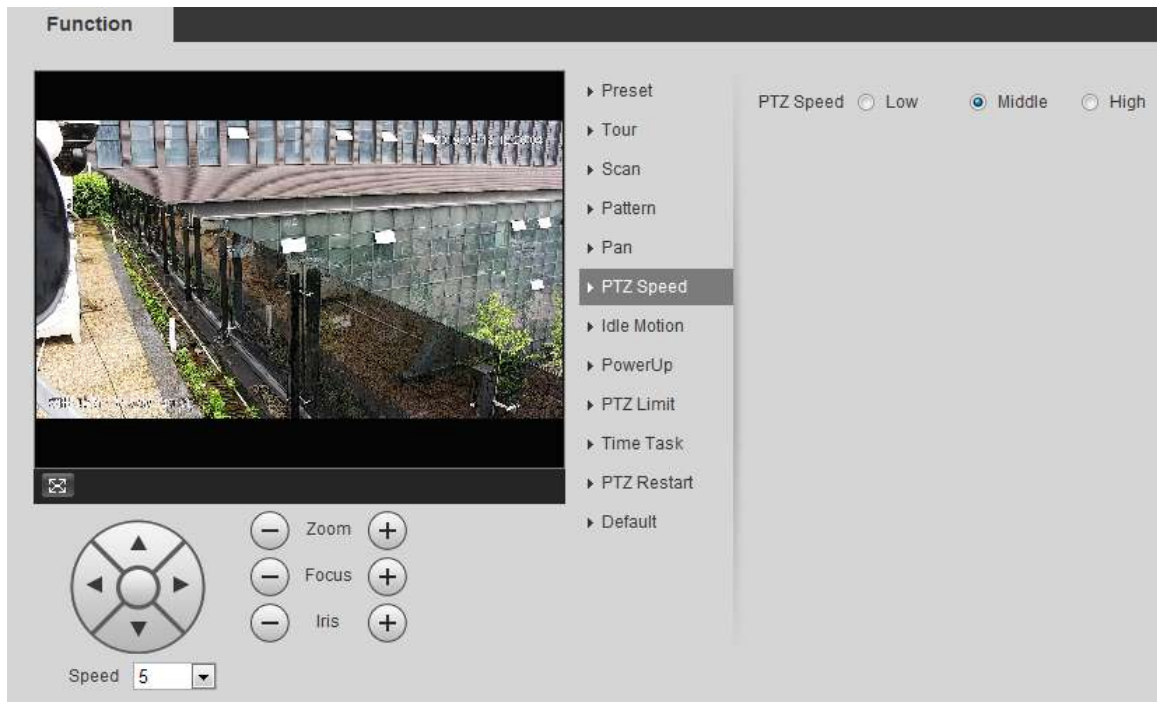 Function
Preset
Tour
Scan
Pattern
Pan
PTZ Speed
Idle Motion
PowerUp
PTZ Limit
Time Task
PTZ Restart
Default
PTZ Speed Low Middle High
Zoom
Focus
Iris
Speed 5